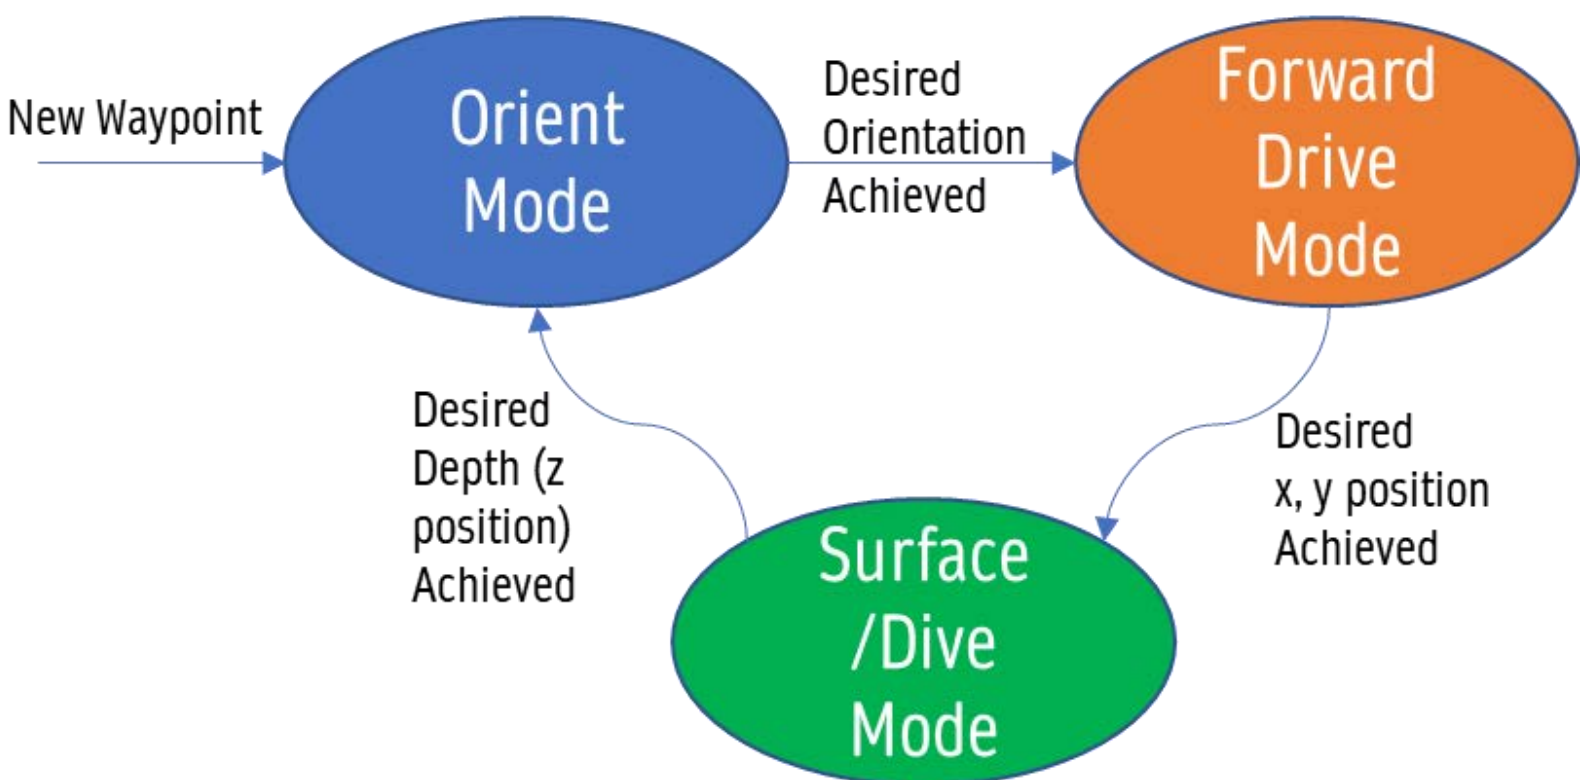 New Waypoint
Orient
Mode
Desired
Orientation
Achieved
Forward
Drive
Mode
Desired
Depth (z
position)
Achieved
Desired
x, y position
Achieved
Surface
/Dive
Mode